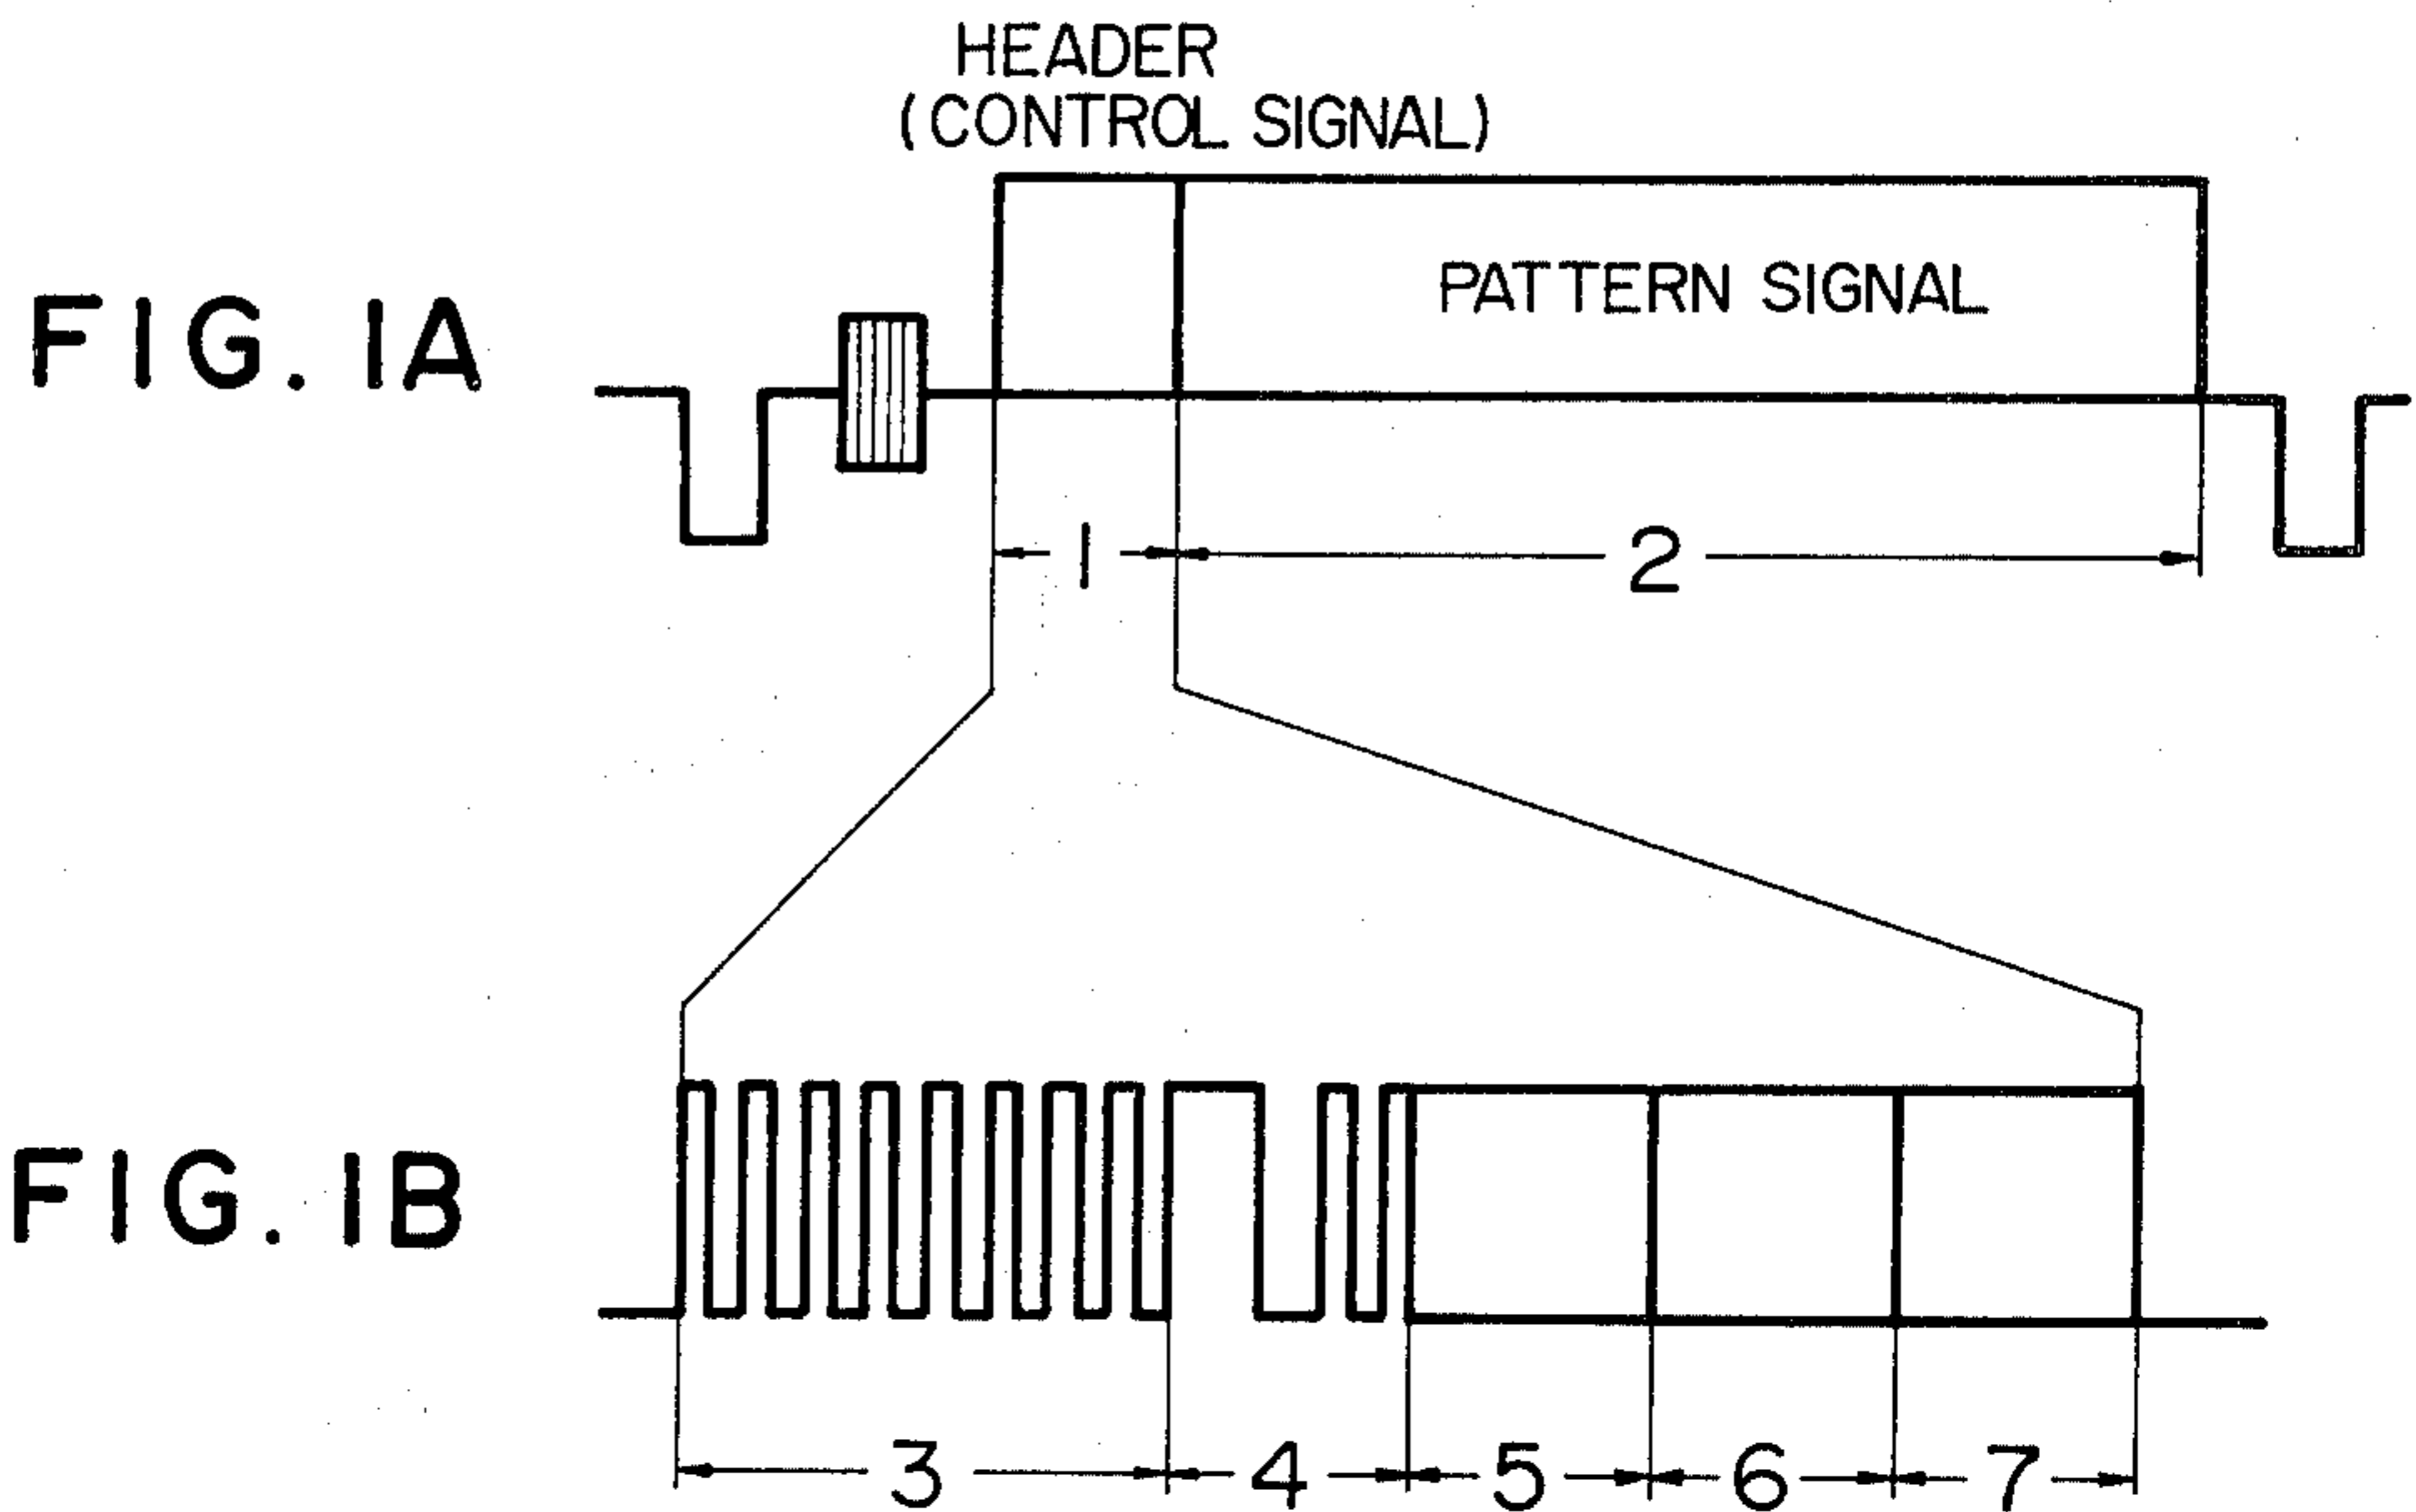 HEADER
(CONTROL SIGNAL)
PATTERN SIGNAL
FIG. 1A
1
2
FIG. 1B
3
4
5
6
7